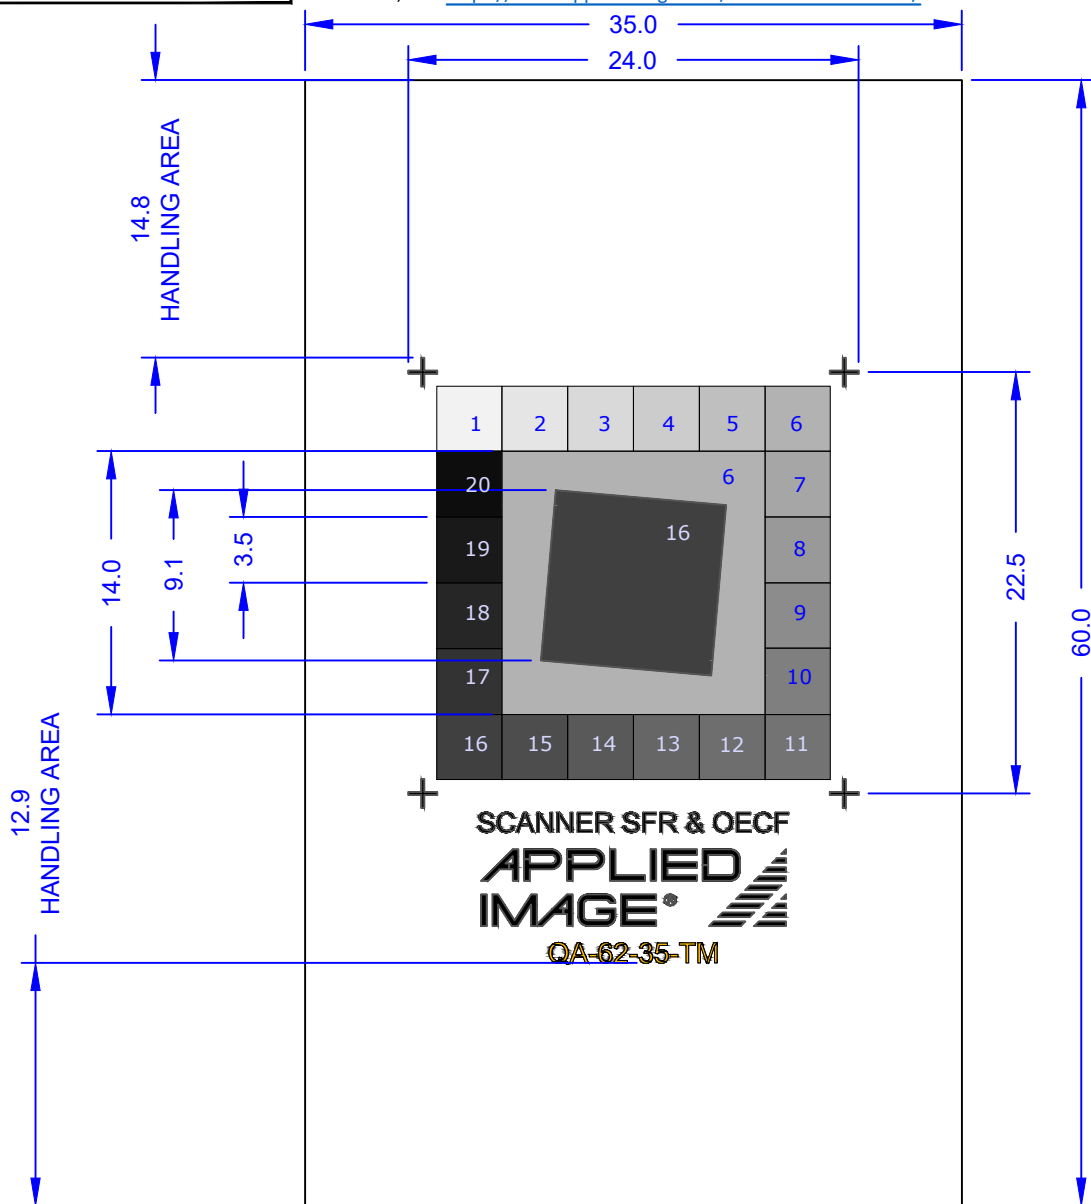 35.0
24.0
14.8
HANDLING AREA
1 2 3 4 5 6
20 6 7
16
19 8
18 9
17 10
16 15 14 13 12 11
14.0
9.1
3.5
22.5
60.0
12.9
HANDLING AREA
SCANNER SFR & OECF
APPLIED
IMAGE®
QA-62-35-TM